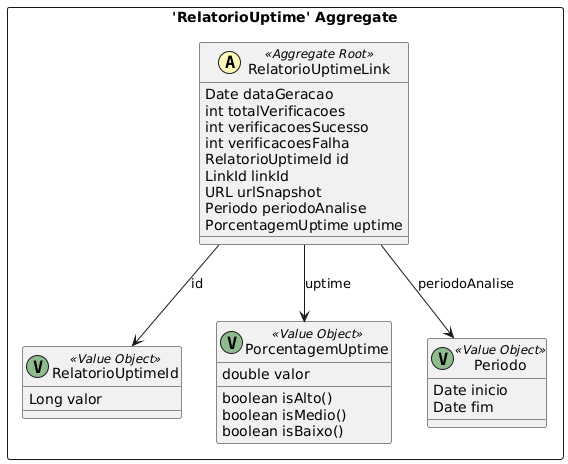 'RelatorioUptime' Aggregate
A
«Aggregate Root»
RelatorioUptimeLink
Date dataGeracao
int totalVerificacoes
int verificacoesSucesso
int verificacoesFalha
RelatorioUptimeId id
LinkId linkId
URL urlSnapshot
Periodo periodoAnalise
PorcentagemUptime uptime
id
uptime
periodoAnalise
V
«Value Object»
RelatorioUptimeId
Long valor
V
«Value Object»
PorcentagemUptime
double valor
boolean isAlto()
boolean isMedio()
boolean isBaixo()
V
«Value Object»
Periodo
Date inicio
Date fim